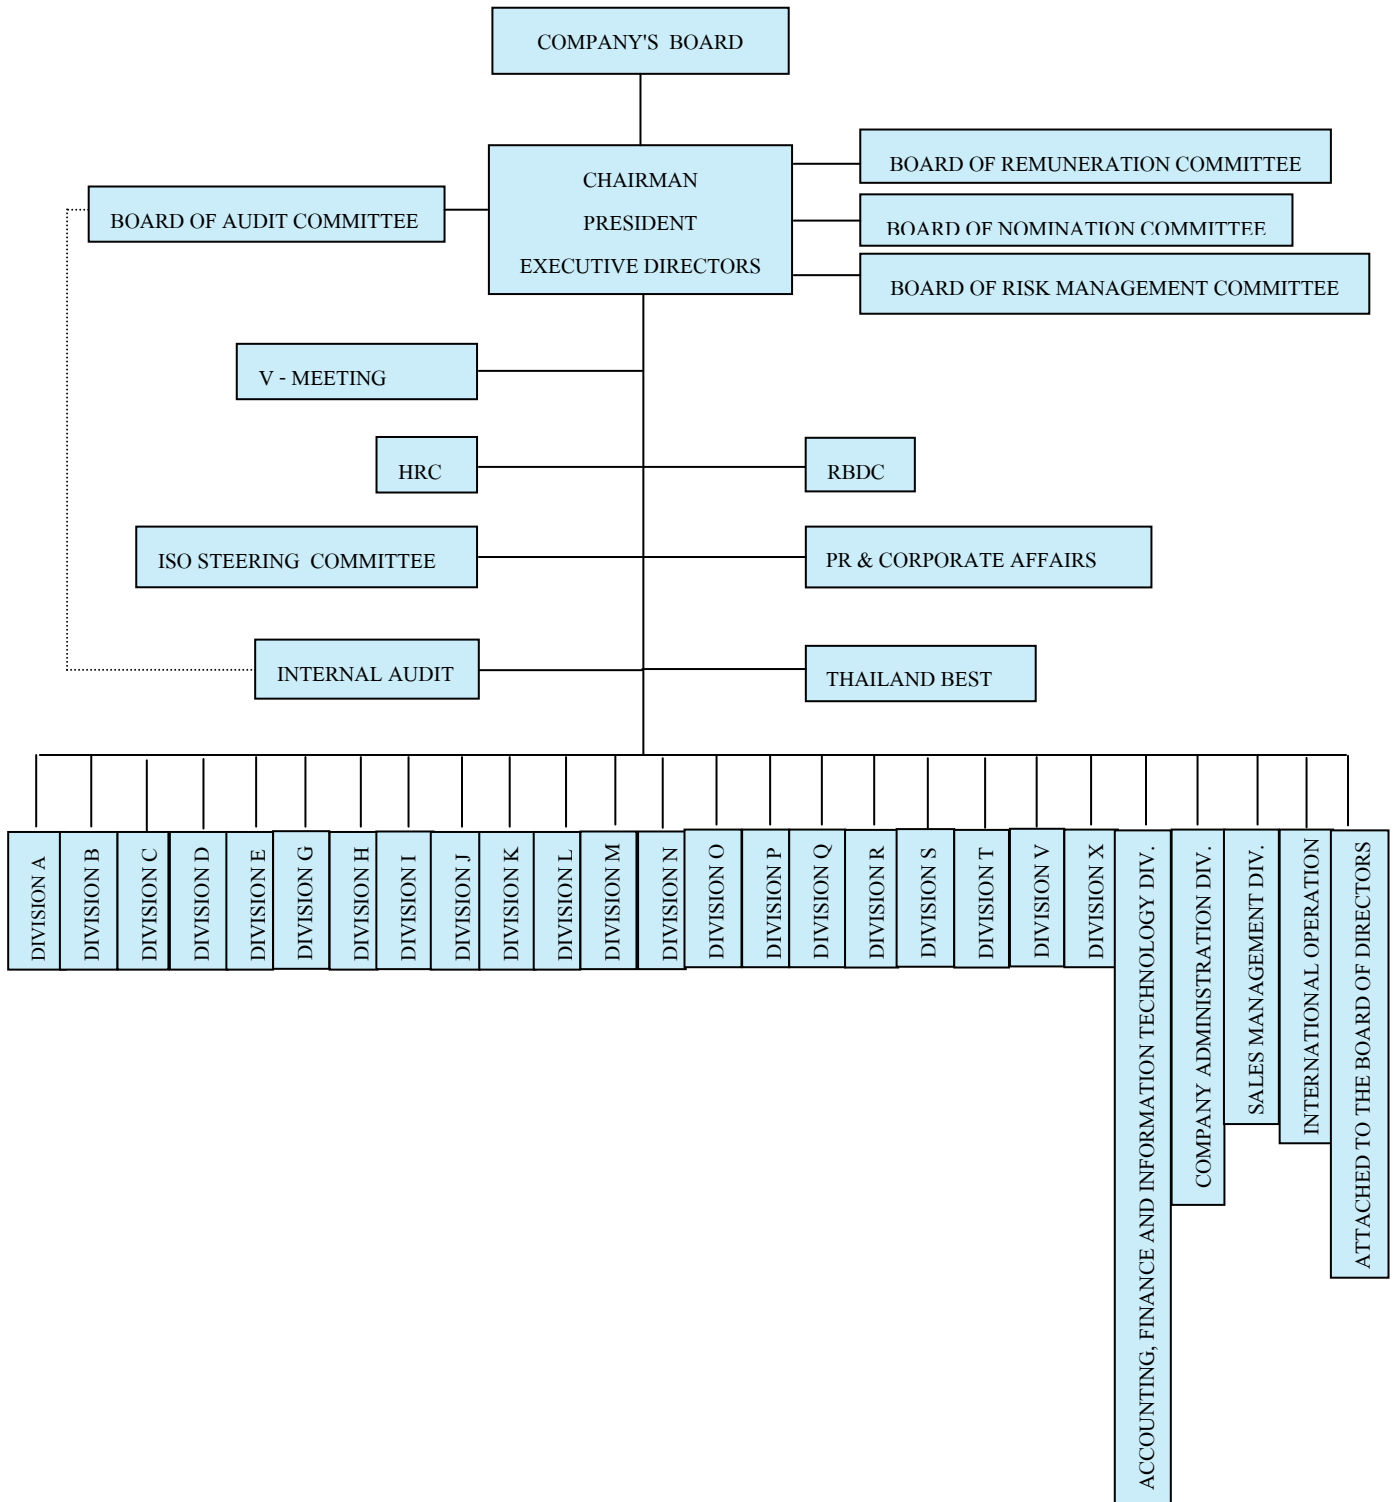 COMPANY'S BOARD
BOARD OF REMUNERATION COMMITTEE
CHAIRMAN
PRESIDENT
EXECUTIVE DIRECTORS
BOARD OF AUDIT COMMITTEE
BOARD OF NOMINATION COMMITTEE
BOARD OF RISK MANAGEMENT COMMITTEE
V - MEETING
HRC
RBDC
ISO STEERING COMMITTEE
PR & CORPORATE AFFAIRS
INTERNAL AUDIT
THAILAND BEST
DIVISION A
DIVISION B
DIVISION C
DIVISION D
DIVISION E
DIVISION G
DIVISION H
DIVISION I
DIVISION J
DIVISION K
DIVISION L
DIVISION M
DIVISION N
DIVISION O
DIVISION P
DIVISION Q
DIVISION R
DIVISION S
DIVISION T
DIVISION V
DIVISION X
ACCOUNTING, FINANCE AND INFORMATION TECHNOLOGY DIV.
COMPANY ADMINISTRATION DIV.
SALES MANAGEMENT DIV.
INTERNATIONAL OPERATION
ATTACHED TO THE BOARD OF DIRECTORS